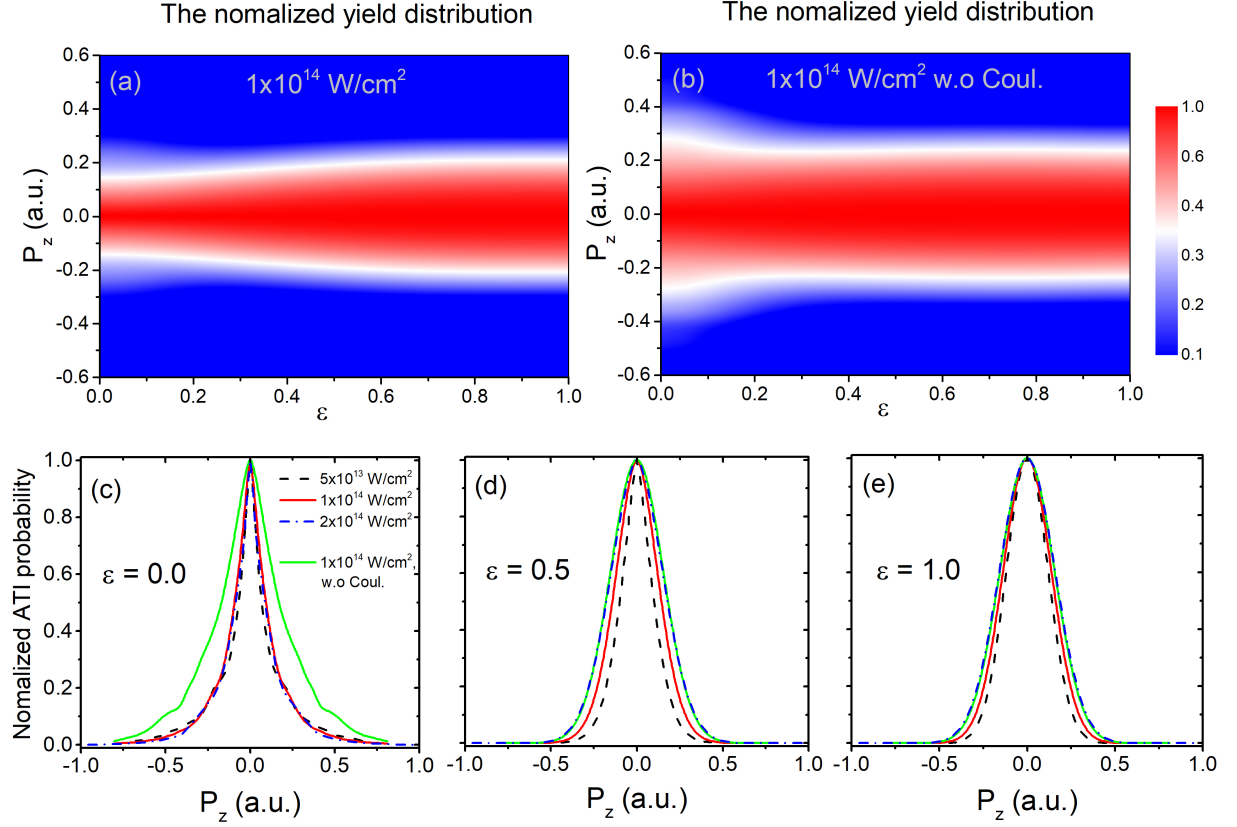 The nomalized yield distribution
The nomalized yield distribution
(a)
1x10^14 W/cm^2
P_z (a.u.)
0.6
0.4
0.2
0.0
-0.2
-0.4
-0.6
0.0 0.2 0.4 0.6 0.8 1.0
ε
(b)
1x10^14 W/cm^2 w.o Coul.
P_z (a.u.)
0.6
0.4
0.2
0.0
-0.2
-0.4
-0.6
0.0 0.2 0.4 0.6 0.8 1.0
ε
1.0
0.6
0.4
0.3
0.2
0.1
Normalized ATI probability
1.0
0.8
0.6
0.4
0.2
0.0
(c)
5x10^13 W/cm^2
1x10^14 W/cm^2
2x10^14 W/cm^2
1x10^14 W/cm^2,
w.o Coul.
ε = 0.0
-1.0 -0.5 0.0 0.5 1.0
P_z (a.u.)
(d)
ε = 0.5
-1.0 -0.5 0.0 0.5 1.0
P_z (a.u.)
(e)
ε = 1.0
-1.0 -0.5 0.0 0.5 1.0
P_z (a.u.)